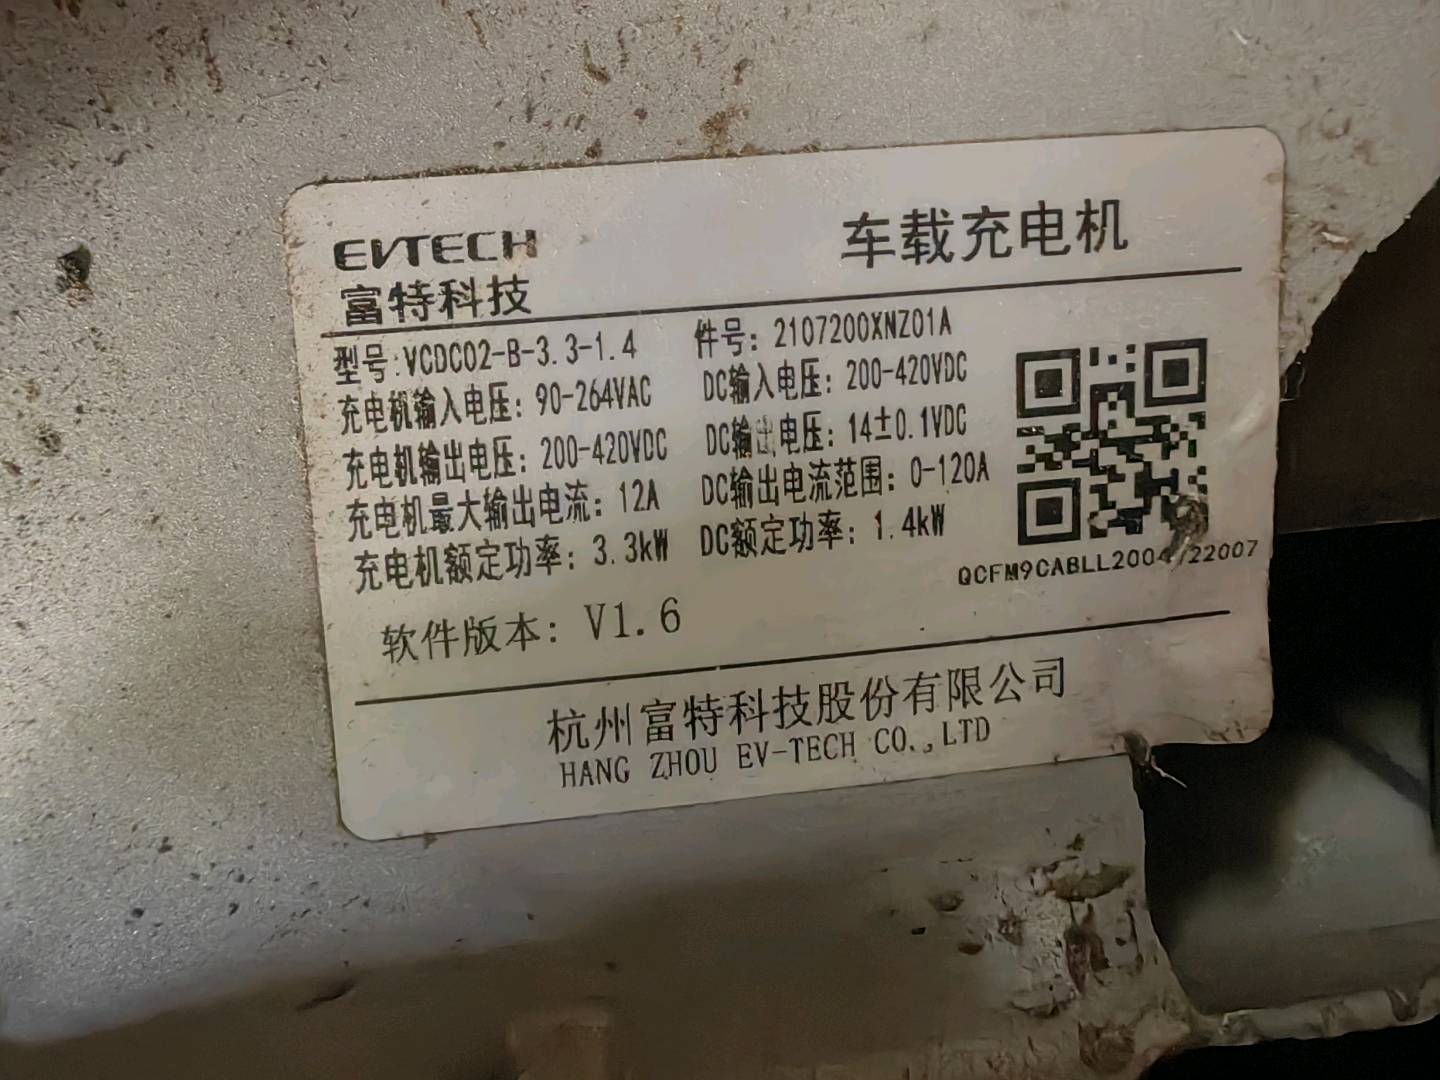 EVTECH
富特科技
车载充电机
型号:VCDC02-B-3.3-1.4
件号: 2107200XNZ01A
充电机输入电压: 90-264VAC
DC输入电压: 200-420VDC
充电机输出电压: 200-420VDC
DC输出电压: 14±0.1VDC
充电机最大输出电流: 12A
DC输出电流范围: 0-120A
充电机额定功率: 3.3kW
DC额定功率: 1.4kW
软件版本: V1.6
杭州富特科技股份有限公司
HANG ZHOU EV-TECH CO.,LTD